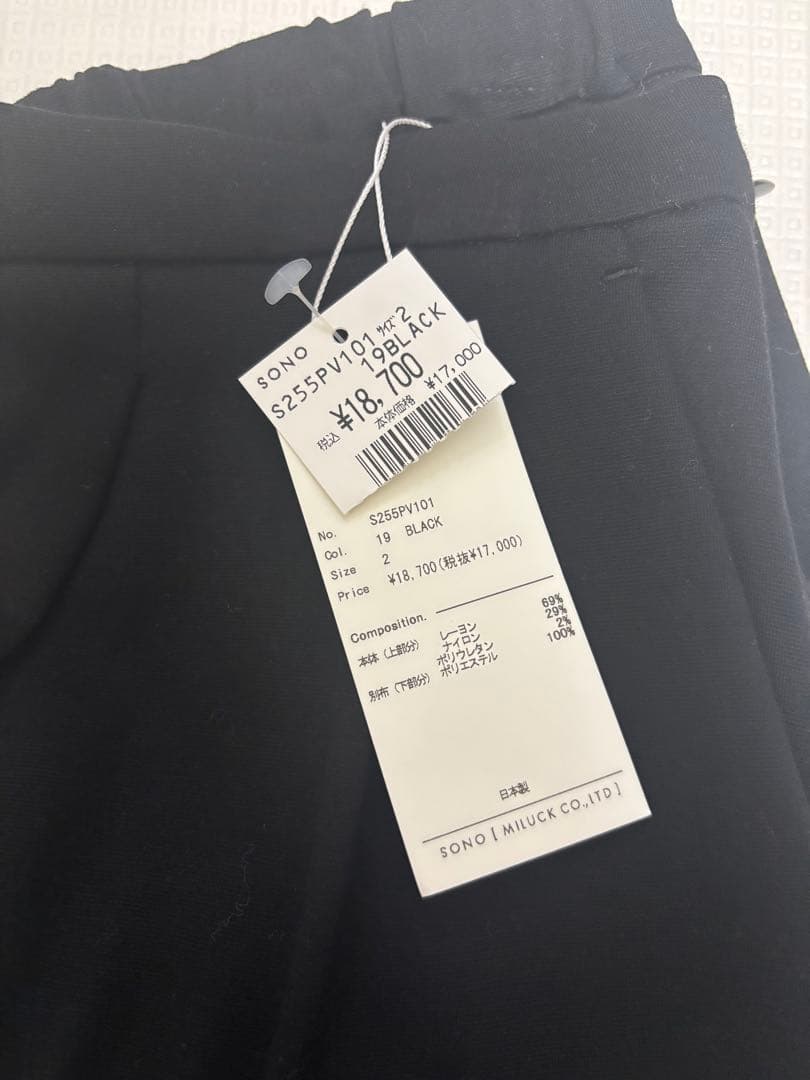 SONO
S255PV101 サイズ 2
19BLACK
税込 ¥18,700
本体価格 ¥17,000
No. S255PV101
Col. 19 BLACK
Size 2
Price ¥18,700(税抜¥17,000)
Composition.
本体（上部分） レーヨン 69%
ナイロン 29%
ポリウレタン 2%
別布（下部分） ポリエステル 100%
日本製
SONO [ MILUCK CO.,LTD ]